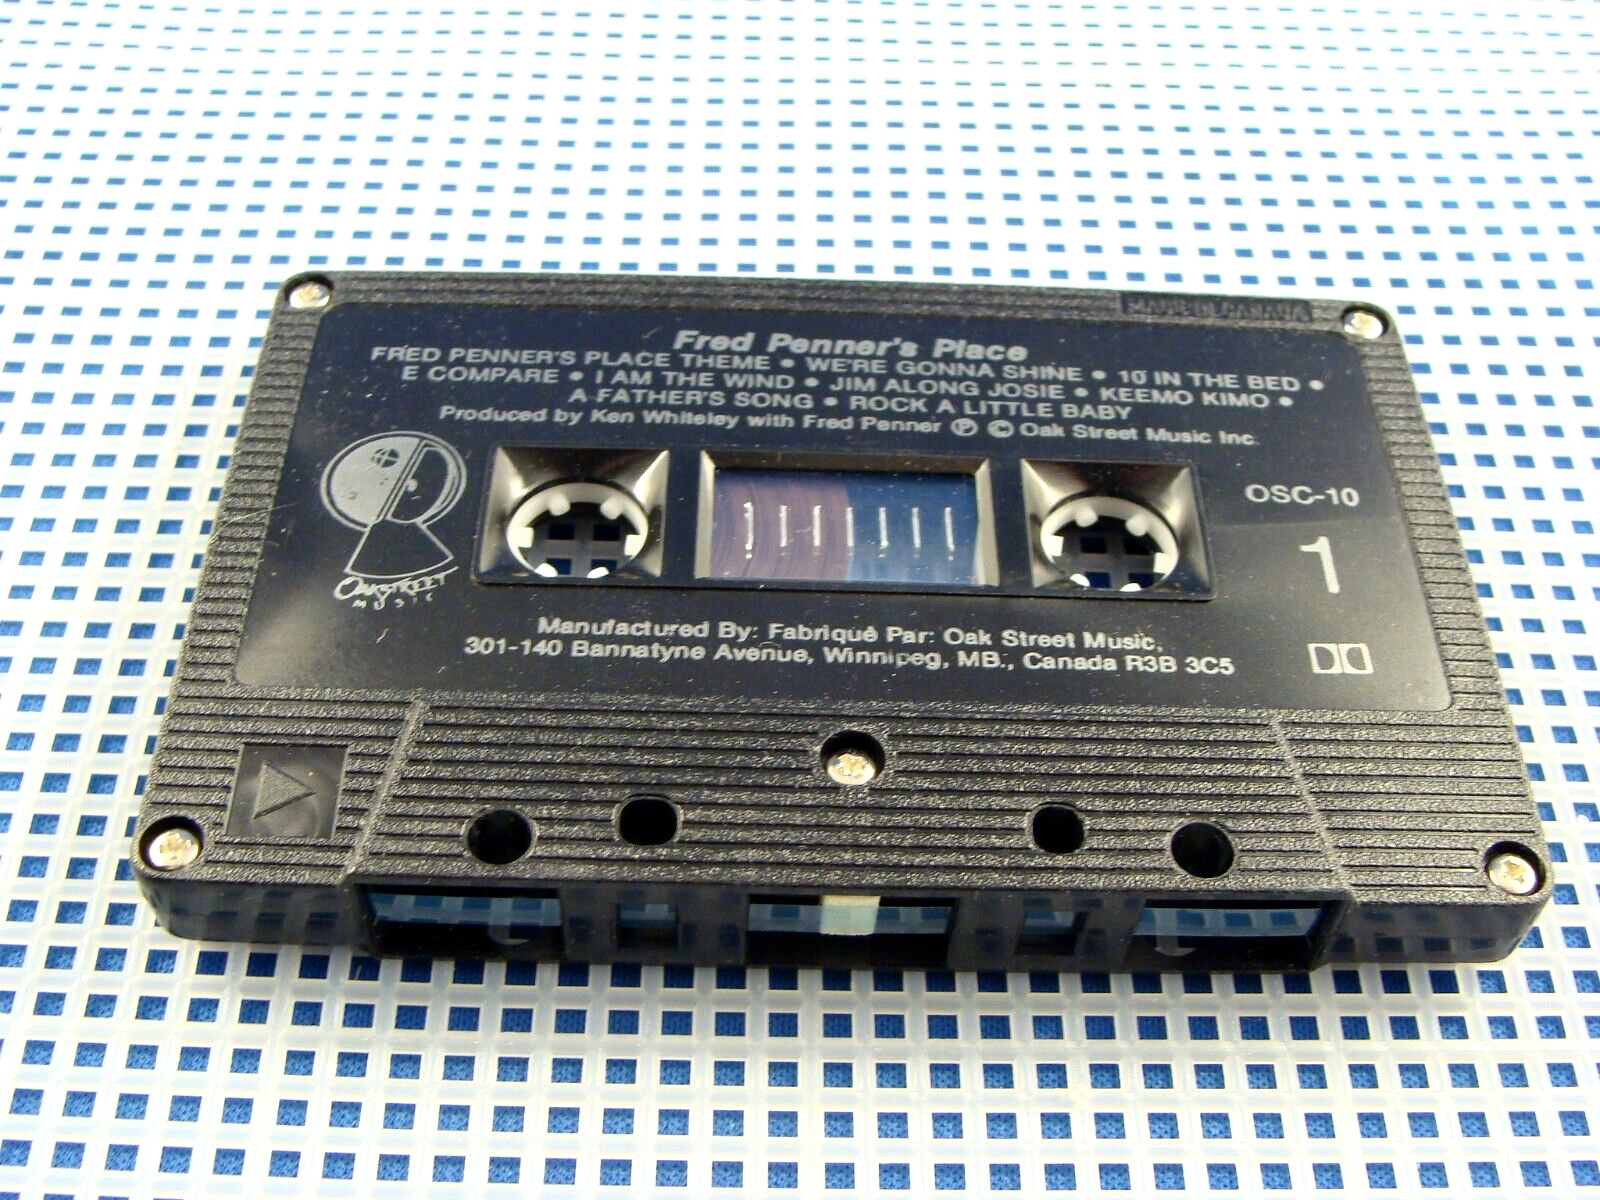 MADE IN CANADA
Fred Penner's Place
FRED PENNER'S PLACE THEME • WE'RE GONNA SHINE • 10 IN THE BED •
E COMPARE • I AM THE WIND • JIM ALONG JOSIE • KEEMO KIMO •
A FATHER'S SONG • ROCK A LITTLE BABY
Produced by Ken Whiteley with Fred Penner ℗ © Oak Street Music Inc.
OAKSTREET
MUSIC
OSC-10
1
Manufactured By: Fabriqué Par: Oak Street Music,
301-140 Bannatyne Avenue, Winnipeg, MB., Canada R3B 3C5